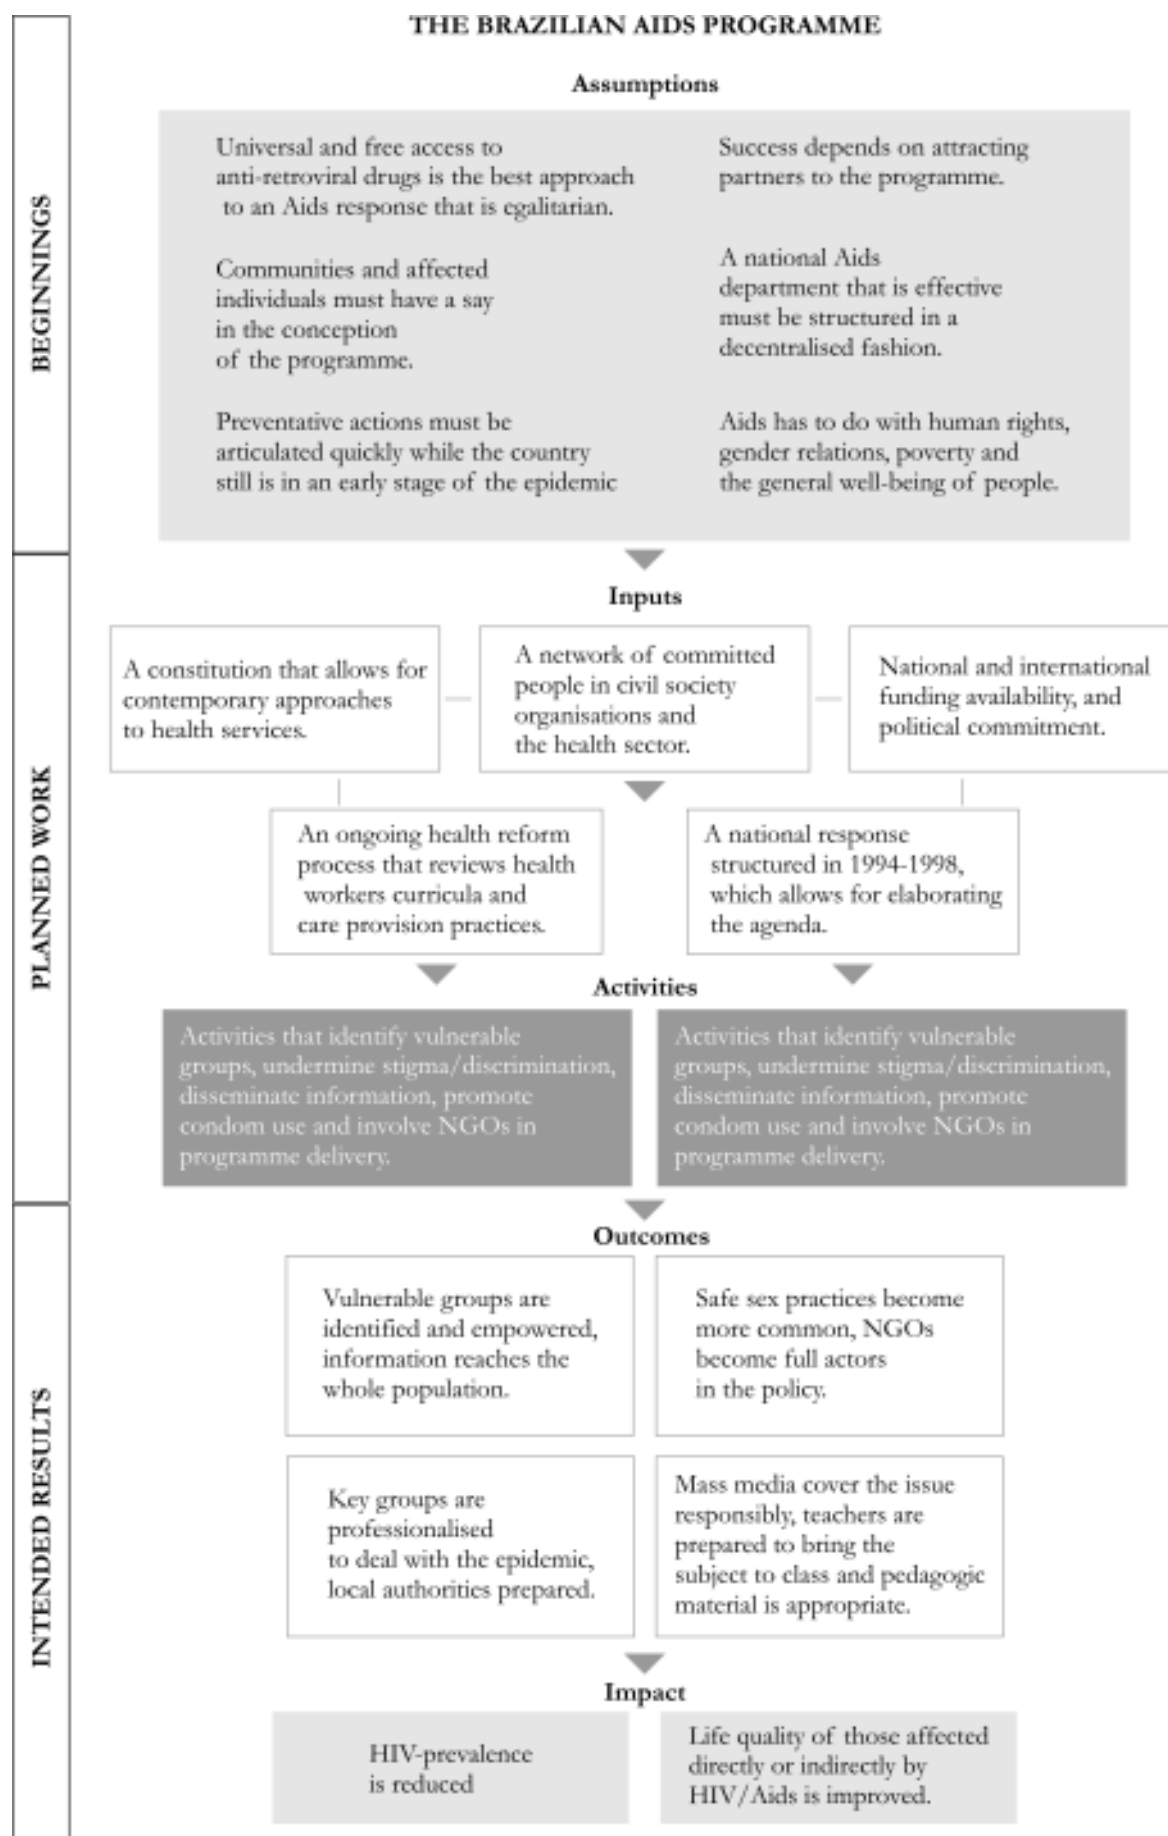 THE BRAZILIAN AIDS PROGRAMME
BEGINNINGS
Assumptions
Universal and free access to
anti-retroviral drugs is the best approach
to an Aids response that is egalitarian.
Success depends on attracting
partners to the programme.
Communities and affected
individuals must have a say
in the conception
of the programme.
A national Aids
department that is effective
must be structured in a
decentralised fashion.
Preventative actions must be
articulated quickly while the country
still is in an early stage of the epidemic
Aids has to do with human rights,
gender relations, poverty and
the general well-being of people.
PLANNED WORK
Inputs
A constitution that allows for
contemporary approaches
to health services.
A network of committed
people in civil society
organisations and
the health sector.
National and international
funding availability, and
political commitment.
An ongoing health reform
process that reviews health
workers curricula and
care provision practices.
A national response
structured in 1994-1998,
which allows for elaborating
the agenda.
Activities
Activities that identify vulnerable
groups, undermine stigma/discrimination,
disseminate information, promote
condom use and involve NGOs in
programme delivery.
Activities that identify vulnerable
groups, undermine stigma/discrimination,
disseminate information, promote
condom use and involve NGOs in
programme delivery.
INTENDED RESULTS
Outcomes
Vulnerable groups are
identified and empowered,
information reaches the
whole population.
Safe sex practices become
more common, NGOs
become full actors
in the policy.
Key groups are
professionalised
to deal with the epidemic,
local authorities prepared.
Mass media cover the issue
responsibly, teachers are
prepared to bring the
subject to class and pedagogic
material is appropriate.
Impact
HIV-prevalence
is reduced
Life quality of those affected
directly or indirectly by
HIV/Aids is improved.